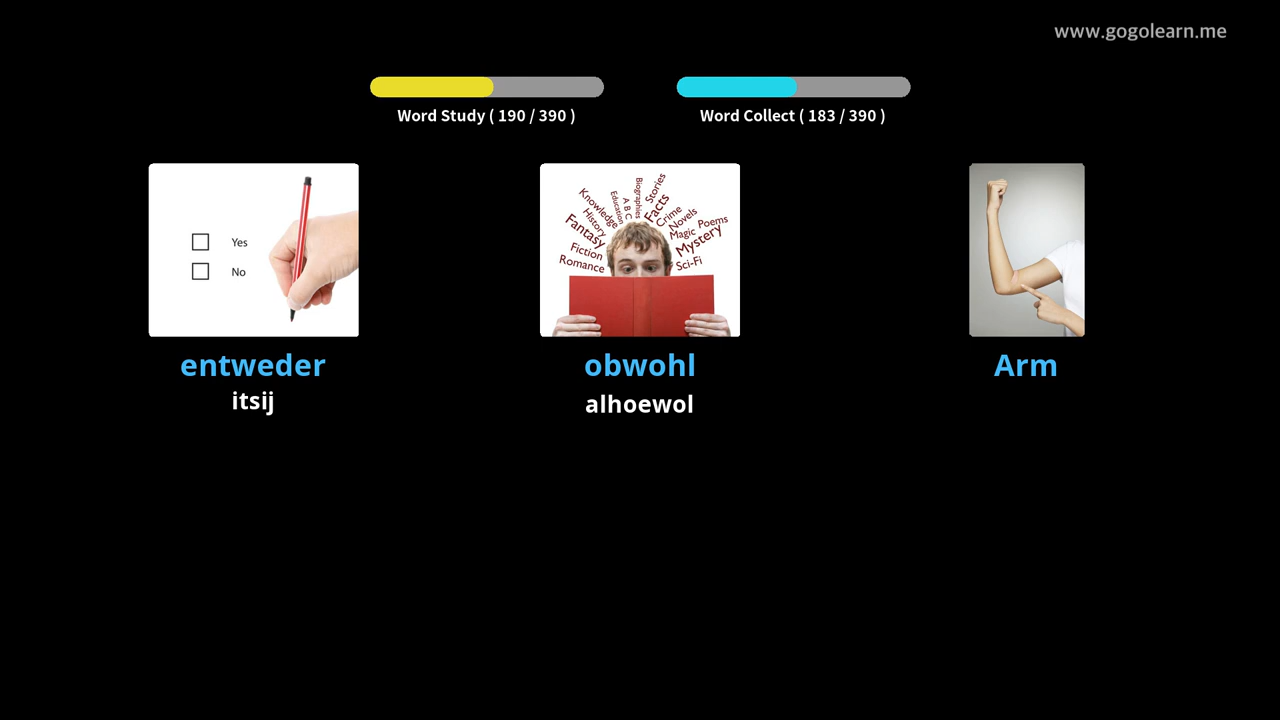 www.gogolearn.me
Word Study ( 190 / 390 )
Word Collect ( 183 / 390 )
Yes
No
Stories
Biographies
Facts
Education
A B C
Knowledge
Crime
Novels
History
Poems
Magic
Fantasy
Mystery
Fiction
Sci-Fi
Romance
entweder
obwohl
Arm
itsij
alhoewol